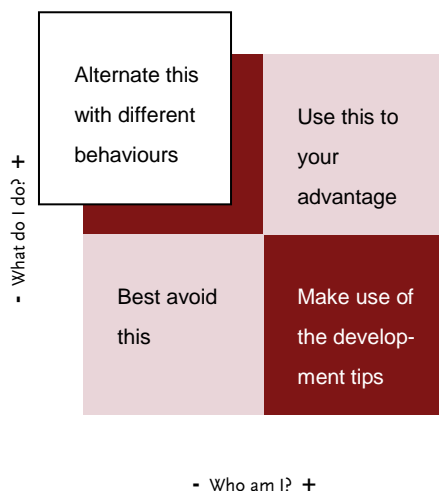 Alternate this
with different
behaviours
Use this to
your
advantage
- What do I do? +
Best avoid
this
Make use of
the develop-
ment tips
- Who am I? +